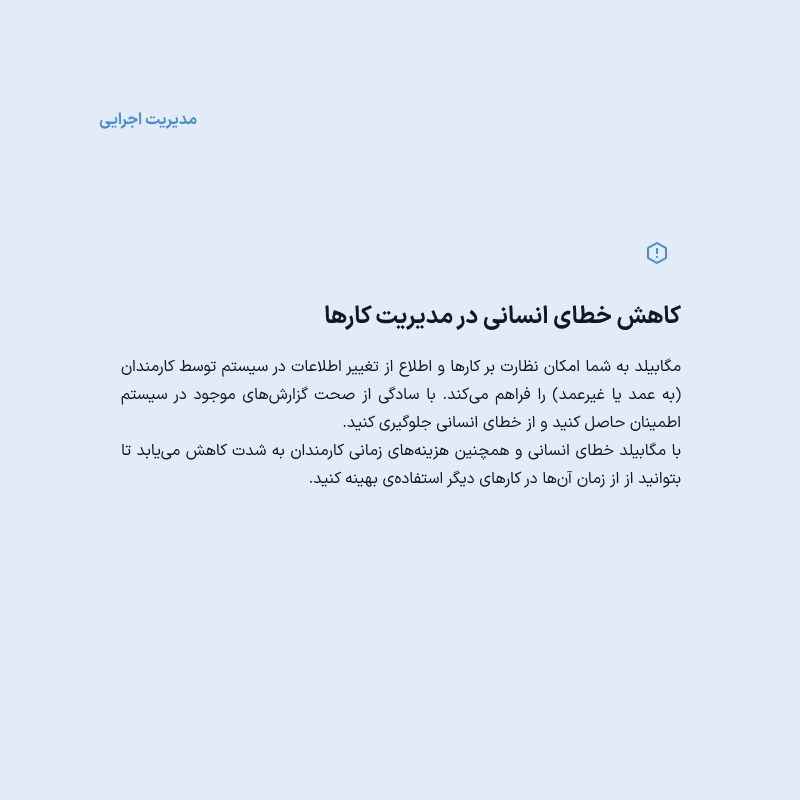 مدیریت اجرایی
کاهش خطای انسانی در مدیریت کارها
مگابیلد به شما امکان نظارت بر کارها و اطلاع از تغییر اطلاعات در سیستم توسط کارمندان
(به عمد یا غیرعمد) را فراهم می‌کند. با سادگی از صحت گزارش‌های موجود در سیستم
اطمینان حاصل کنید و از خطای انسانی جلوگیری کنید.
با مگابیلد خطای انسانی و همچنین هزینه‌های زمانی کارمندان به شدت کاهش می‌یابد تا
بتوانید از از زمان آن‌ها در کارهای دیگر استفاده‌ی بهینه کنید.